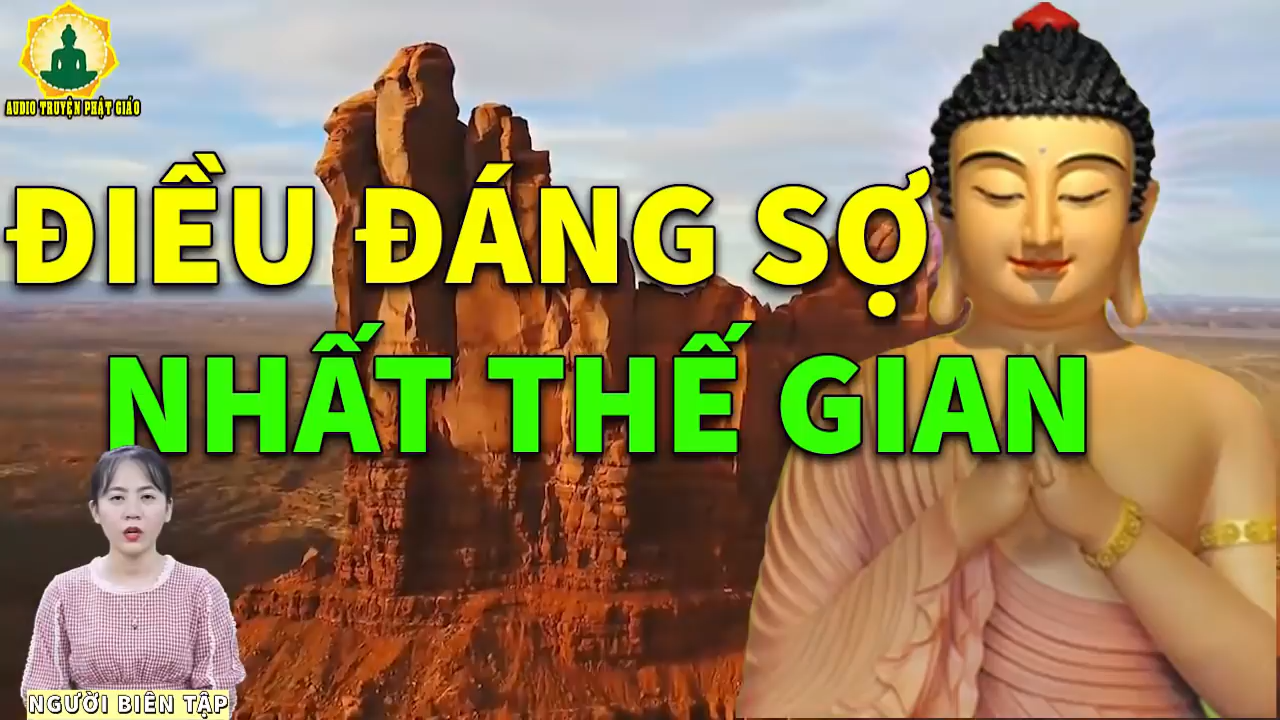 AUDIO TRUYỆN PHẬT GIÁO
ĐIỀU ĐÁNG SỢ
NHẤT THẾ GIAN
NGƯỜI BIÊN TẬP